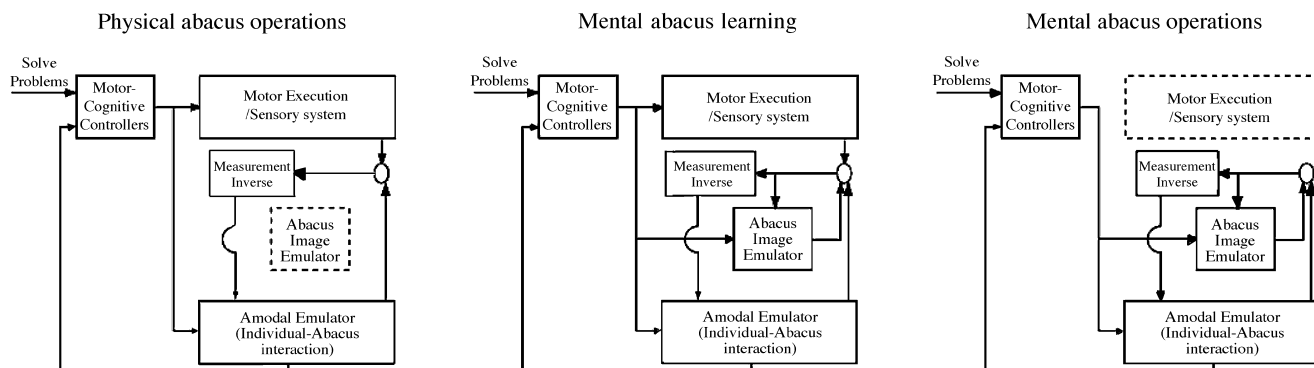 Physical abacus operations
Solve
Problems
Motor-
Cognitive
Controllers
Motor Execution
/Sensory system
Measurement
Inverse
Abacus
Image
Emulator
Amodal Emulator
(Individual-Abacus
interaction)
Mental abacus learning
Solve
Problems
Motor-
Cognitive
Controllers
Motor Execution
/Sensory system
Measurement
Inverse
Abacus
Image
Emulator
Amodal Emulator
(Individual-Abacus
interaction)
Mental abacus operations
Solve
Problems
Motor-
Cognitive
Controllers
Motor Execution
/Sensory system
Measurement
Inverse
Abacus
Image
Emulator
Amodal Emulator
(Individual-Abacus
interaction)